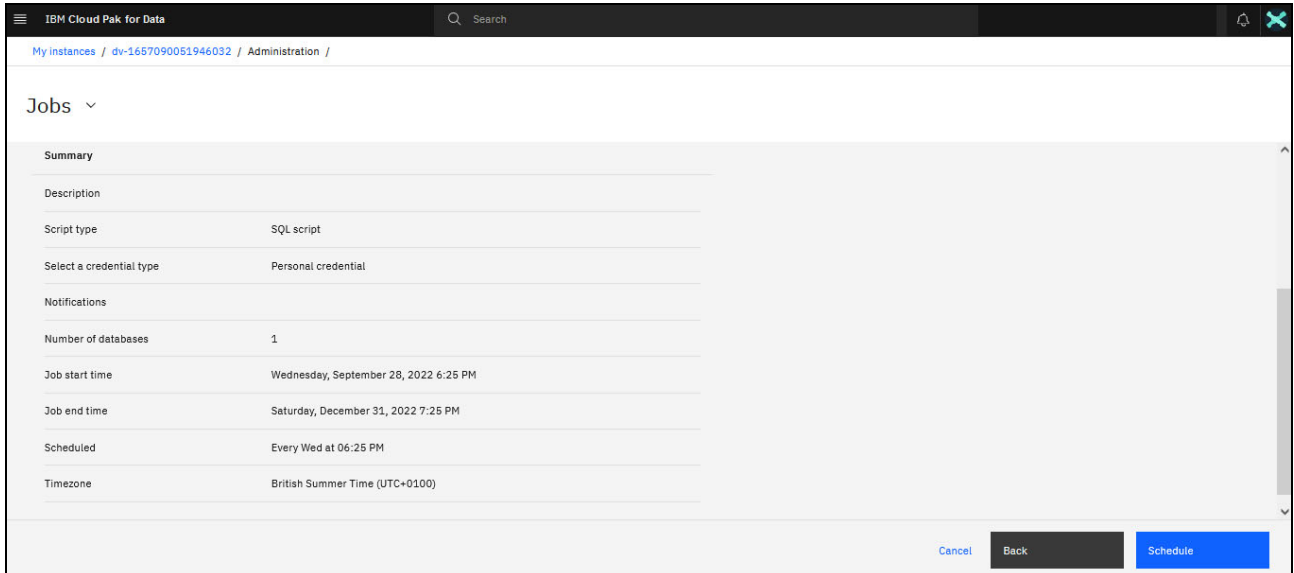 IBM Cloud Pak for Data Search
My instances / dv-1657090051946032 / Administration /
Jobs
Summary
Description
Script type SQL script
Select a credential type Personal credential
Notifications
Number of databases 1
Job start time Wednesday, September 28, 2022 6:25 PM
Job end time Saturday, December 31, 2022 7:25 PM
Scheduled Every Wed at 06:25 PM
Timezone British Summer Time (UTC+0100)
Cancel Back Schedule